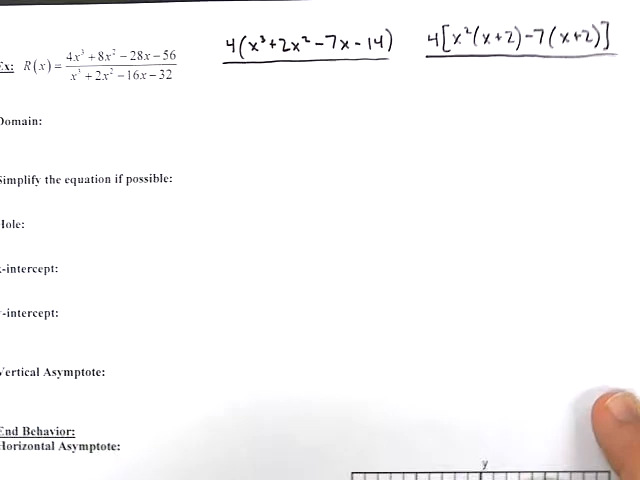 Ex: R(x) = 4x³ + 8x² − 28x − 56 / x³ + 2x² − 16x − 32
4(x³+2x²−7x−14)
4[x²(x+2)−7(x+2)]
Domain:
Simplify the equation if possible:
Hole:
-intercept:
-intercept:
Vertical Asymptote:
End Behavior:
Horizontal Asymptote:
y